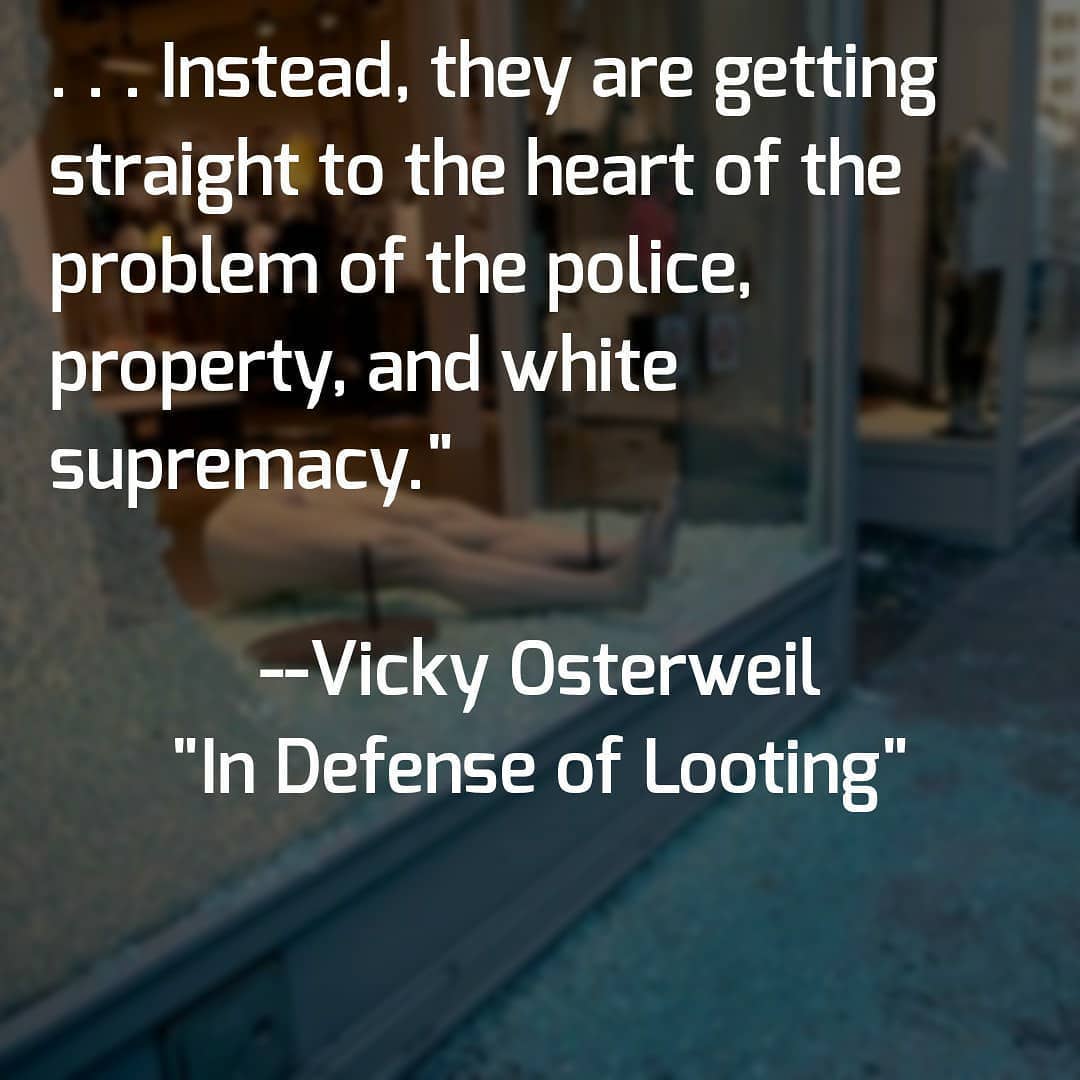 . . . Instead, they are getting
straight to the heart of the
problem of the police,
property, and white
supremacy."
--Vicky Osterweil
"In Defense of Looting"